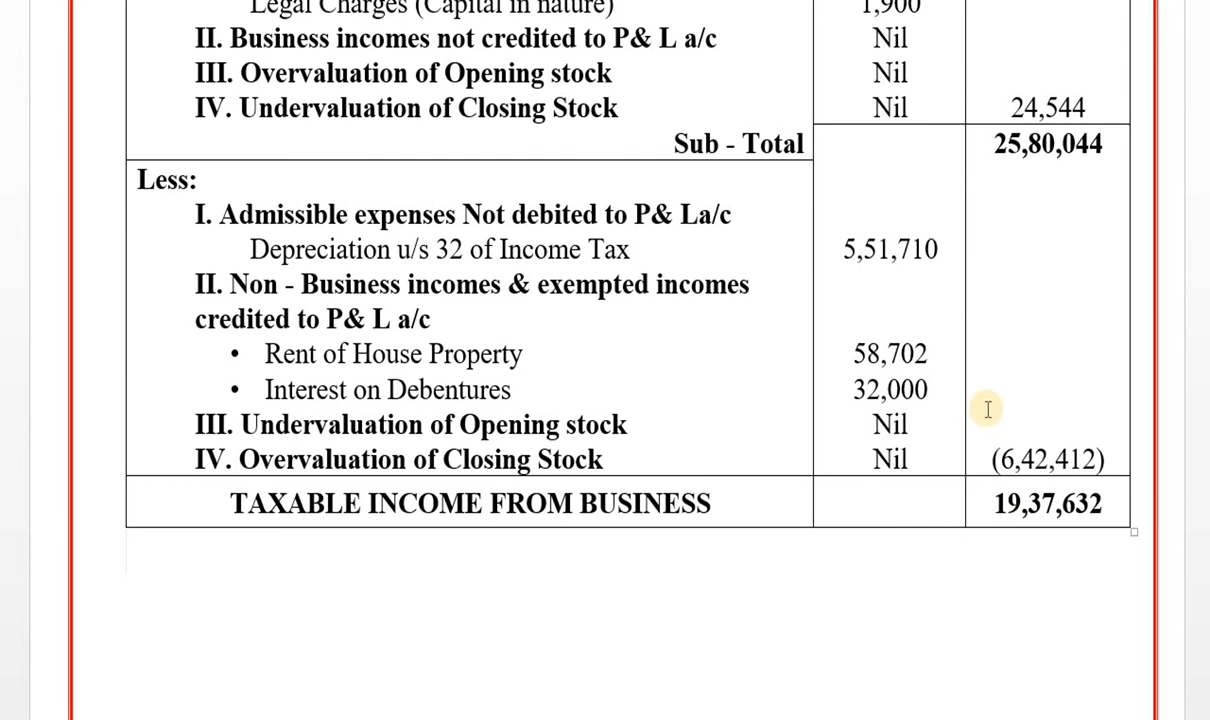 Legal Charges (Capital in nature) 1,900
II. Business incomes not credited to P& L a/c Nil
III. Overvaluation of Opening stock Nil
IV. Undervaluation of Closing Stock Nil 24,544
Sub - Total 25,80,044
Less:
I. Admissible expenses Not debited to P& La/c
Depreciation u/s 32 of Income Tax 5,51,710
II. Non - Business incomes & exempted incomes
credited to P& L a/c
• Rent of House Property 58,702
• Interest on Debentures 32,000
III. Undervaluation of Opening stock Nil
IV. Overvaluation of Closing Stock Nil (6,42,412)
TAXABLE INCOME FROM BUSINESS 19,37,632